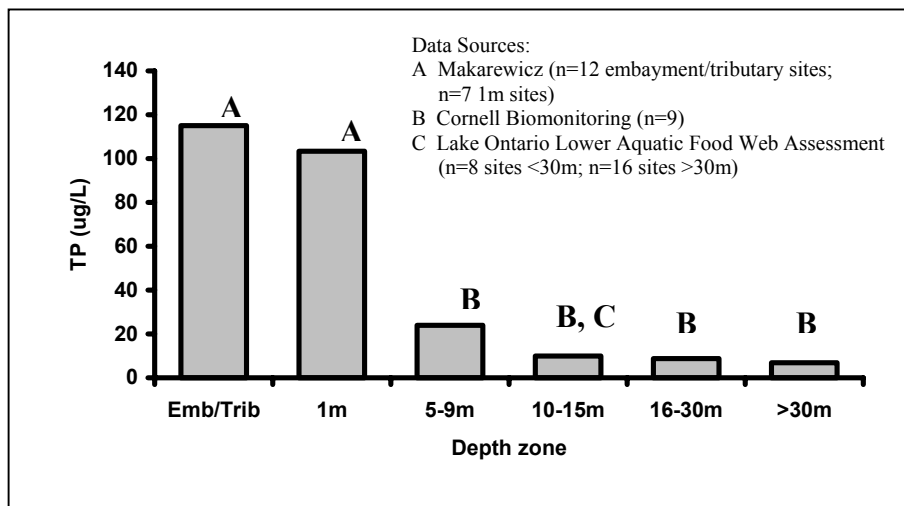 Data Sources:
A Makarewicz (n=12 embayment/tributary sites;
n=7 1m sites)
B Cornell Biomonitoring (n=9)
C Lake Ontario Lower Aquatic Food Web Assessment
(n=8 sites <30m; n=16 sites >30m)
TP (ug/L)
140
120
100
80
60
40
20
0
A
A
B
B, C
B
B
Emb/Trib
1m
5-9m
10-15m
16-30m
>30m
Depth zone